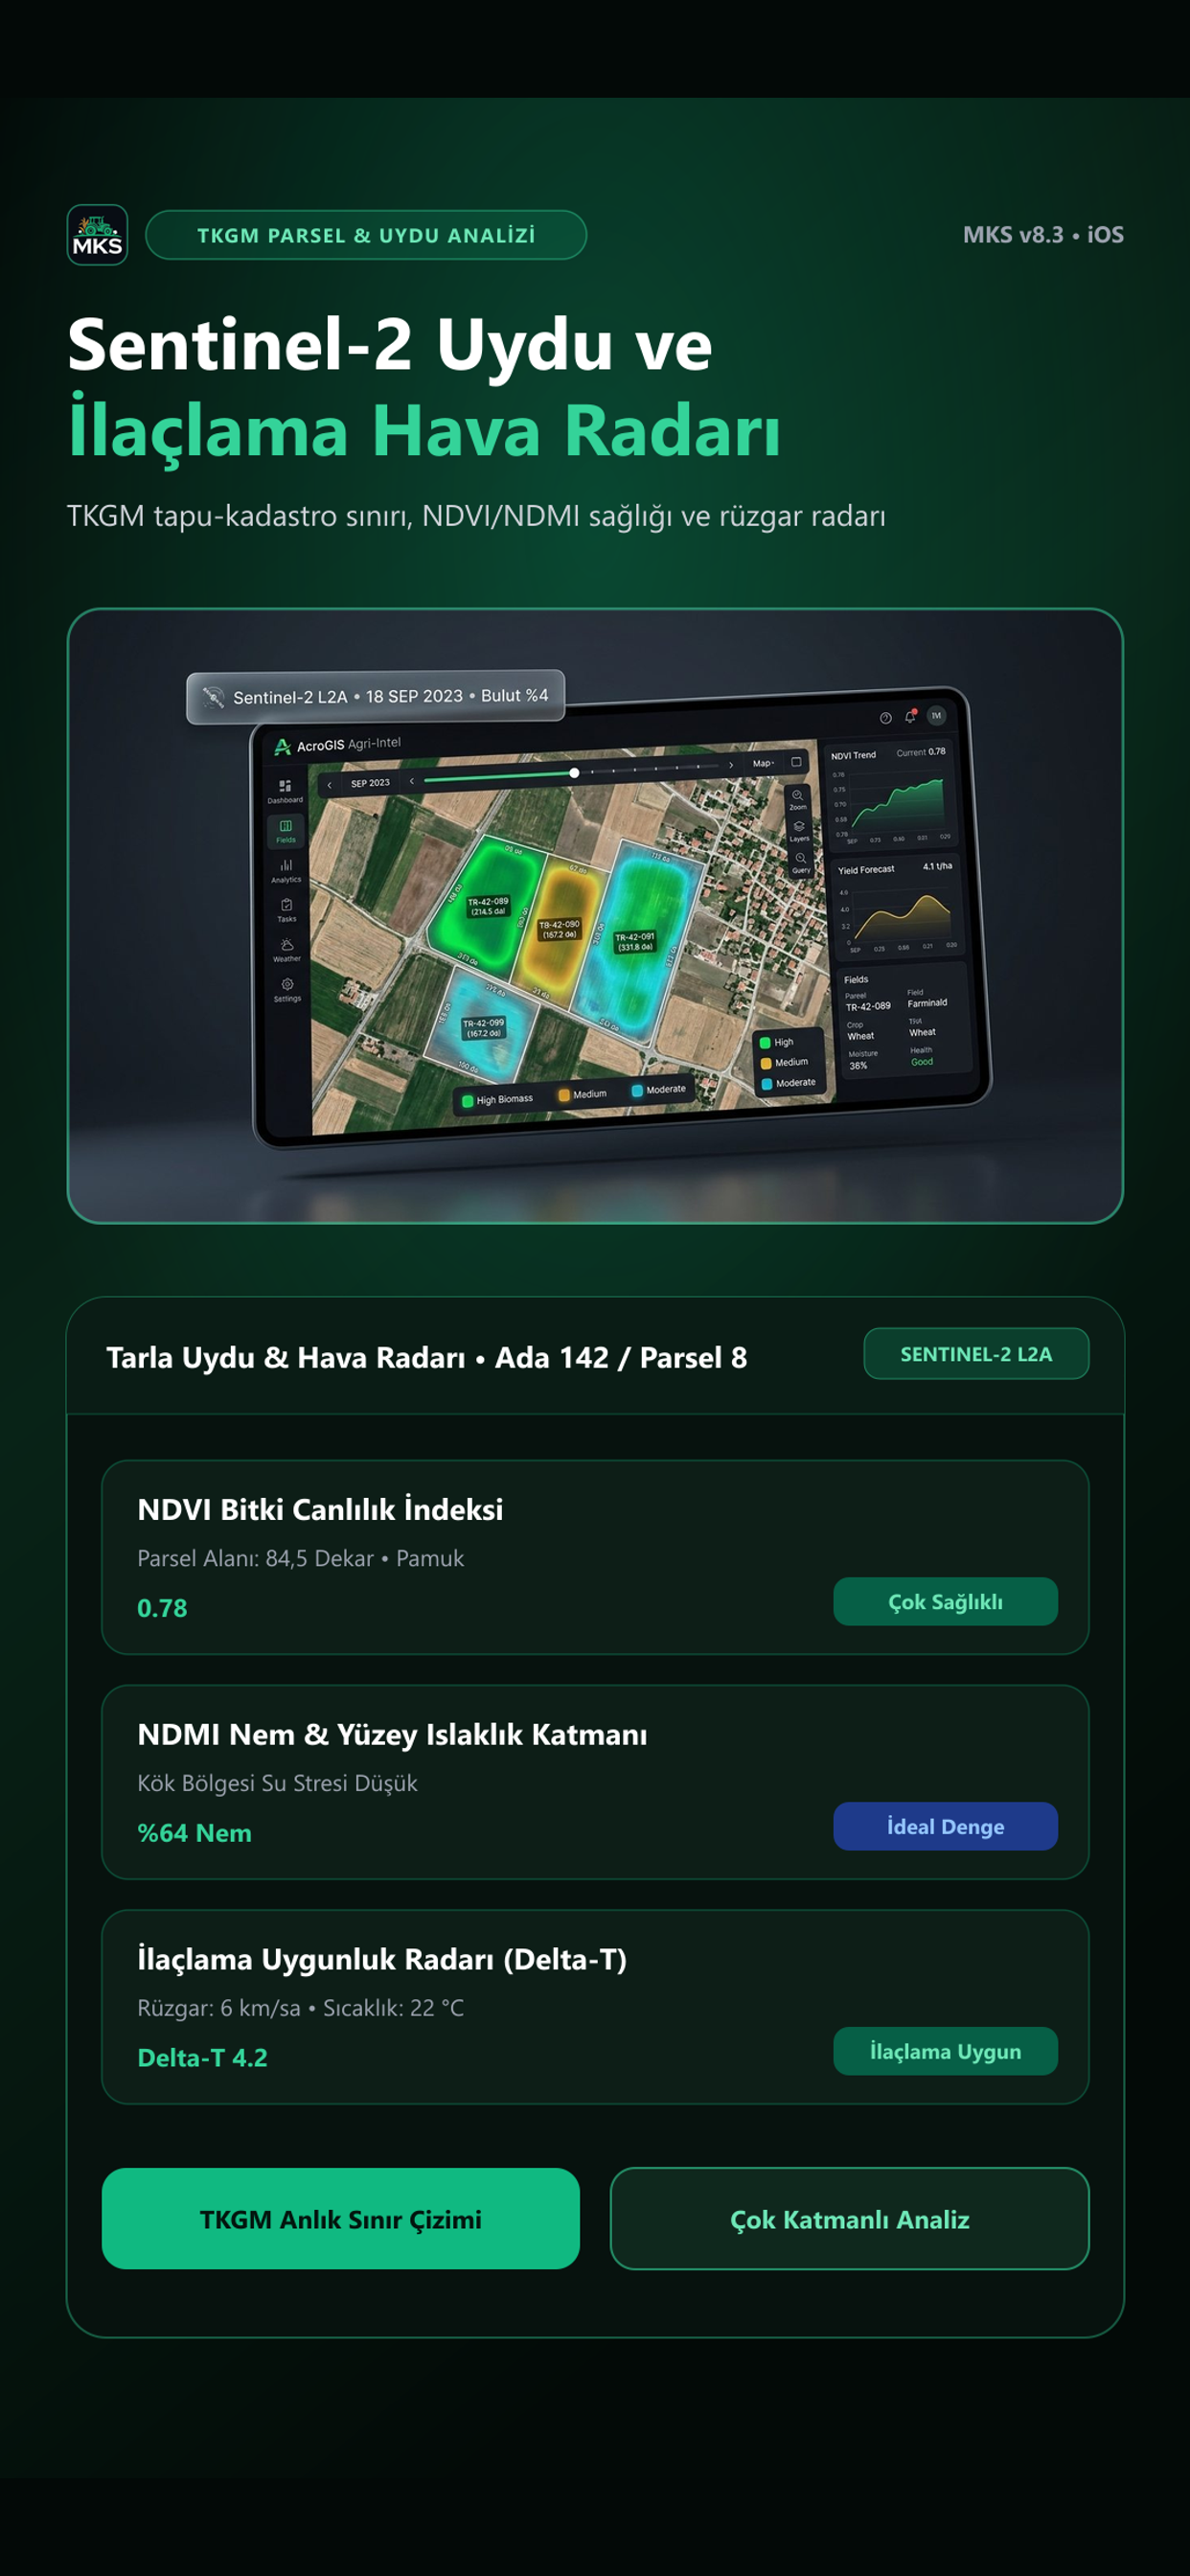 MKS
TKGM PARSEL & UYDU ANALİZİ
MKS v8.3 • iOS
Sentinel-2 Uydu ve
İlaçlama Hava Radarı
TKGM tapu-kadastro sınırı, NDVI/NDMI sağlığı ve rüzgar radarı
Sentinel-2 L2A • 18 SEP 2023 • Bulut %4
AcroGIS Agri-Intel
Dashboard
Fields
Analytics
Tasks
Weather
Settings
SEP 2023
Map
Zoom
Layers
Query
TR-42-089
(214.5 da)
TR-42-090
(167.2 da)
TR-42-091
(331.8 da)
TR-42-099
(167.2 da)
High Biomass
Medium
Moderate
High
Medium
Moderate
NDVI Trend
Current 0.78
Yield Forecast
4.1 t/ha
Fields
Parcel
Field
TR-42-089
Farminald
Crop
Wheat
Wheat
Moisture
Health
36%
Good
Tarla Uydu & Hava Radarı • Ada 142 / Parsel 8
SENTINEL-2 L2A
NDVI Bitki Canlılık İndeksi
Parsel Alanı: 84,5 Dekar • Pamuk
0.78
Çok Sağlıklı
NDMI Nem & Yüzey Islaklık Katmanı
Kök Bölgesi Su Stresi Düşük
%64 Nem
İdeal Denge
İlaçlama Uygunluk Radarı (Delta-T)
Rüzgar: 6 km/sa • Sıcaklık: 22 °C
Delta-T 4.2
İlaçlama Uygun
TKGM Anlık Sınır Çizimi
Çok Katmanlı Analiz